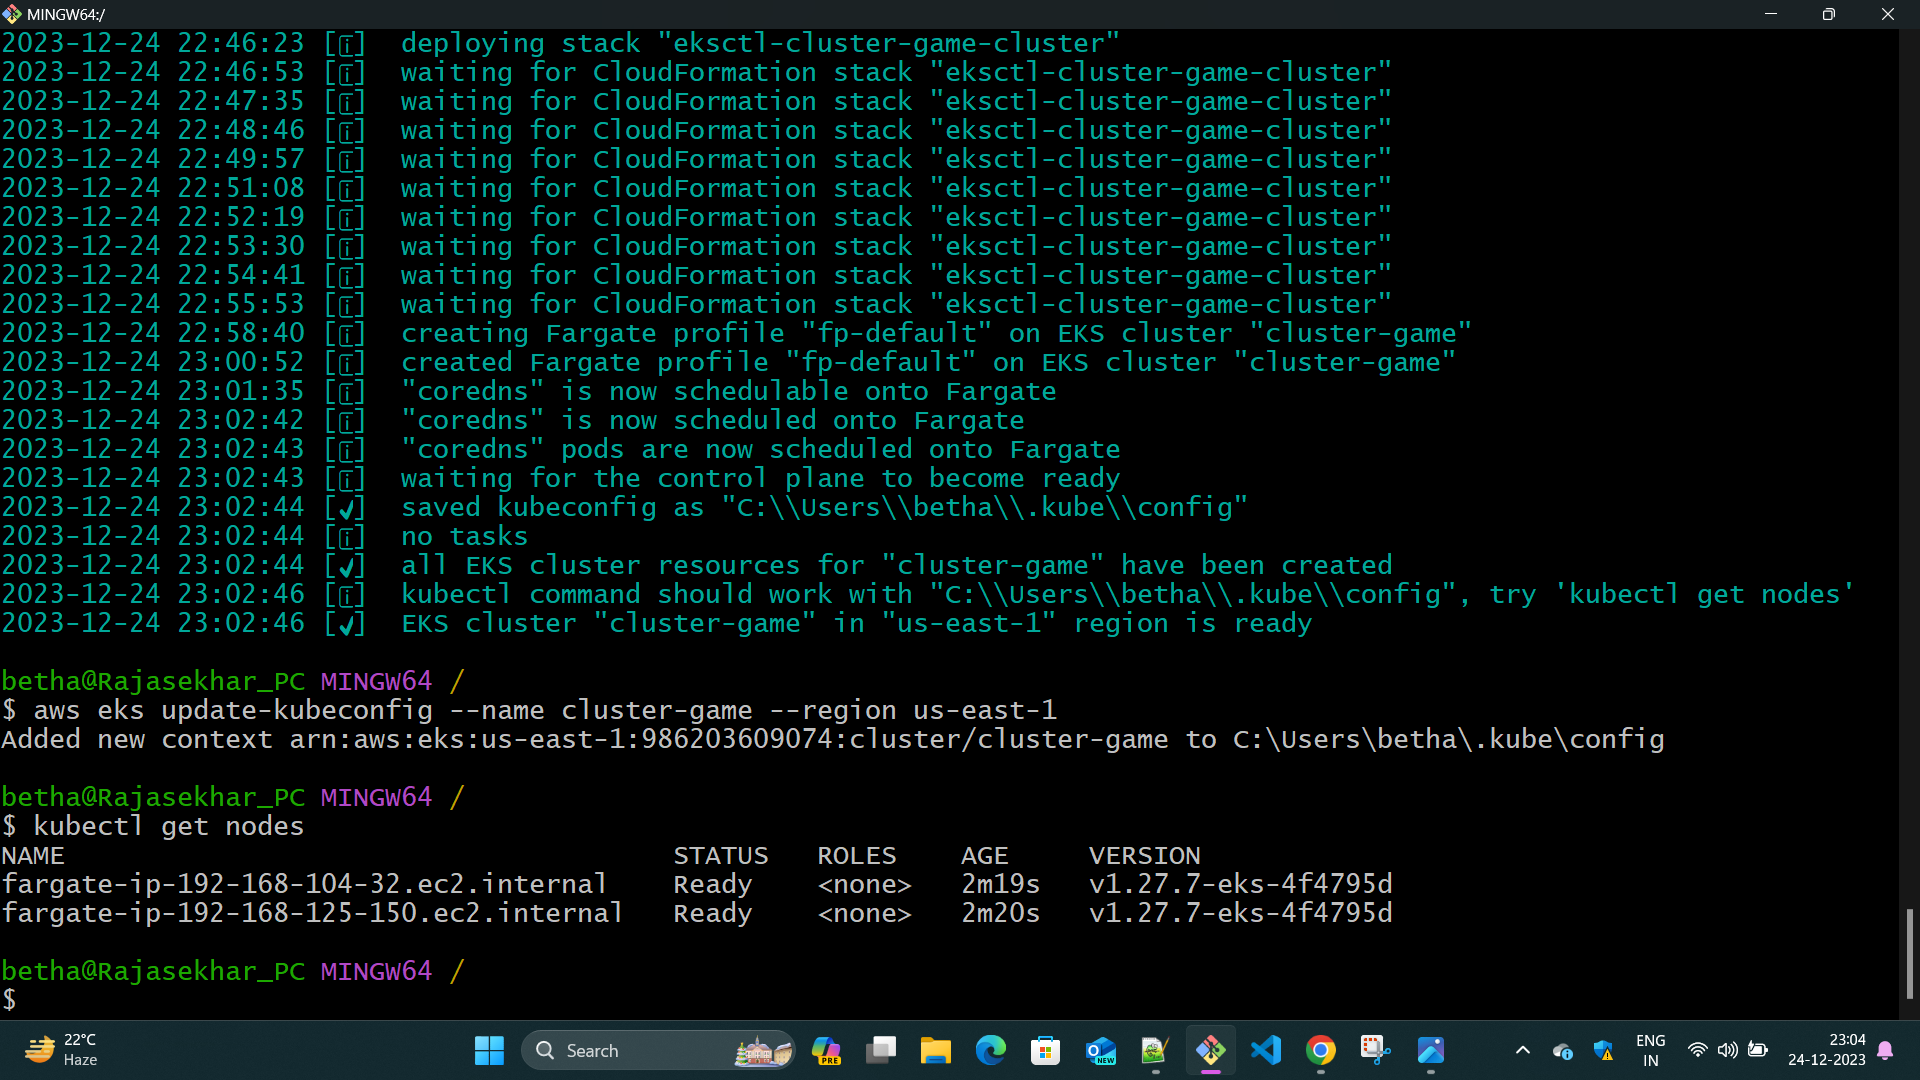 MINGW64:/
2023-12-24 22:46:23 [i]  deploying stack "eksctl-cluster-game-cluster"
2023-12-24 22:46:53 [i]  waiting for CloudFormation stack "eksctl-cluster-game-cluster"
2023-12-24 22:47:35 [i]  waiting for CloudFormation stack "eksctl-cluster-game-cluster"
2023-12-24 22:48:46 [i]  waiting for CloudFormation stack "eksctl-cluster-game-cluster"
2023-12-24 22:49:57 [i]  waiting for CloudFormation stack "eksctl-cluster-game-cluster"
2023-12-24 22:51:08 [i]  waiting for CloudFormation stack "eksctl-cluster-game-cluster"
2023-12-24 22:52:19 [i]  waiting for CloudFormation stack "eksctl-cluster-game-cluster"
2023-12-24 22:53:30 [i]  waiting for CloudFormation stack "eksctl-cluster-game-cluster"
2023-12-24 22:54:41 [i]  waiting for CloudFormation stack "eksctl-cluster-game-cluster"
2023-12-24 22:55:53 [i]  waiting for CloudFormation stack "eksctl-cluster-game-cluster"
2023-12-24 22:58:40 [i]  creating Fargate profile "fp-default" on EKS cluster "cluster-game"
2023-12-24 23:00:52 [i]  created Fargate profile "fp-default" on EKS cluster "cluster-game"
2023-12-24 23:01:35 [i]  "coredns" is now schedulable onto Fargate
2023-12-24 23:02:42 [i]  "coredns" is now scheduled onto Fargate
2023-12-24 23:02:43 [i]  "coredns" pods are now scheduled onto Fargate
2023-12-24 23:02:43 [i]  waiting for the control plane to become ready
2023-12-24 23:02:44 [✔]  saved kubeconfig as "C:\\Users\\betha\\.kube\\config"
2023-12-24 23:02:44 [i]  no tasks
2023-12-24 23:02:44 [✔]  all EKS cluster resources for "cluster-game" have been created
2023-12-24 23:02:46 [i]  kubectl command should work with "C:\\Users\\betha\\.kube\\config", try 'kubectl get nodes'
2023-12-24 23:02:46 [✔]  EKS cluster "cluster-game" in "us-east-1" region is ready
betha@Rajasekhar_PC MINGW64 /
$ aws eks update-kubeconfig --name cluster-game --region us-east-1
Added new context arn:aws:eks:us-east-1:986203609074:cluster/cluster-game to C:\Users\betha\.kube\config
betha@Rajasekhar_PC MINGW64 /
$ kubectl get nodes
NAME STATUS ROLES AGE VERSION
fargate-ip-192-168-104-32.ec2.internal Ready <none> 2m19s v1.27.7-eks-4f4795d
fargate-ip-192-168-125-150.ec2.internal Ready <none> 2m20s v1.27.7-eks-4f4795d
betha@Rajasekhar_PC MINGW64 /
$
22°C
Haze
Search
PRE
NEW
ENG
IN
23:04
24-12-2023